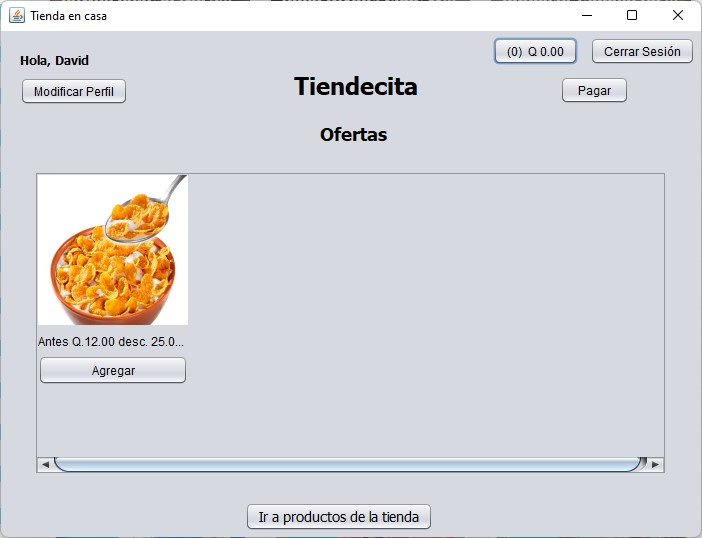 Tienda en casa
Hola, David
(0) Q 0.00
Cerrar Sesión
Modificar Perfil
Tiendecita
Pagar
Ofertas
Antes Q.12.00 desc. 25.0...
Agregar
Ir a productos de la tienda